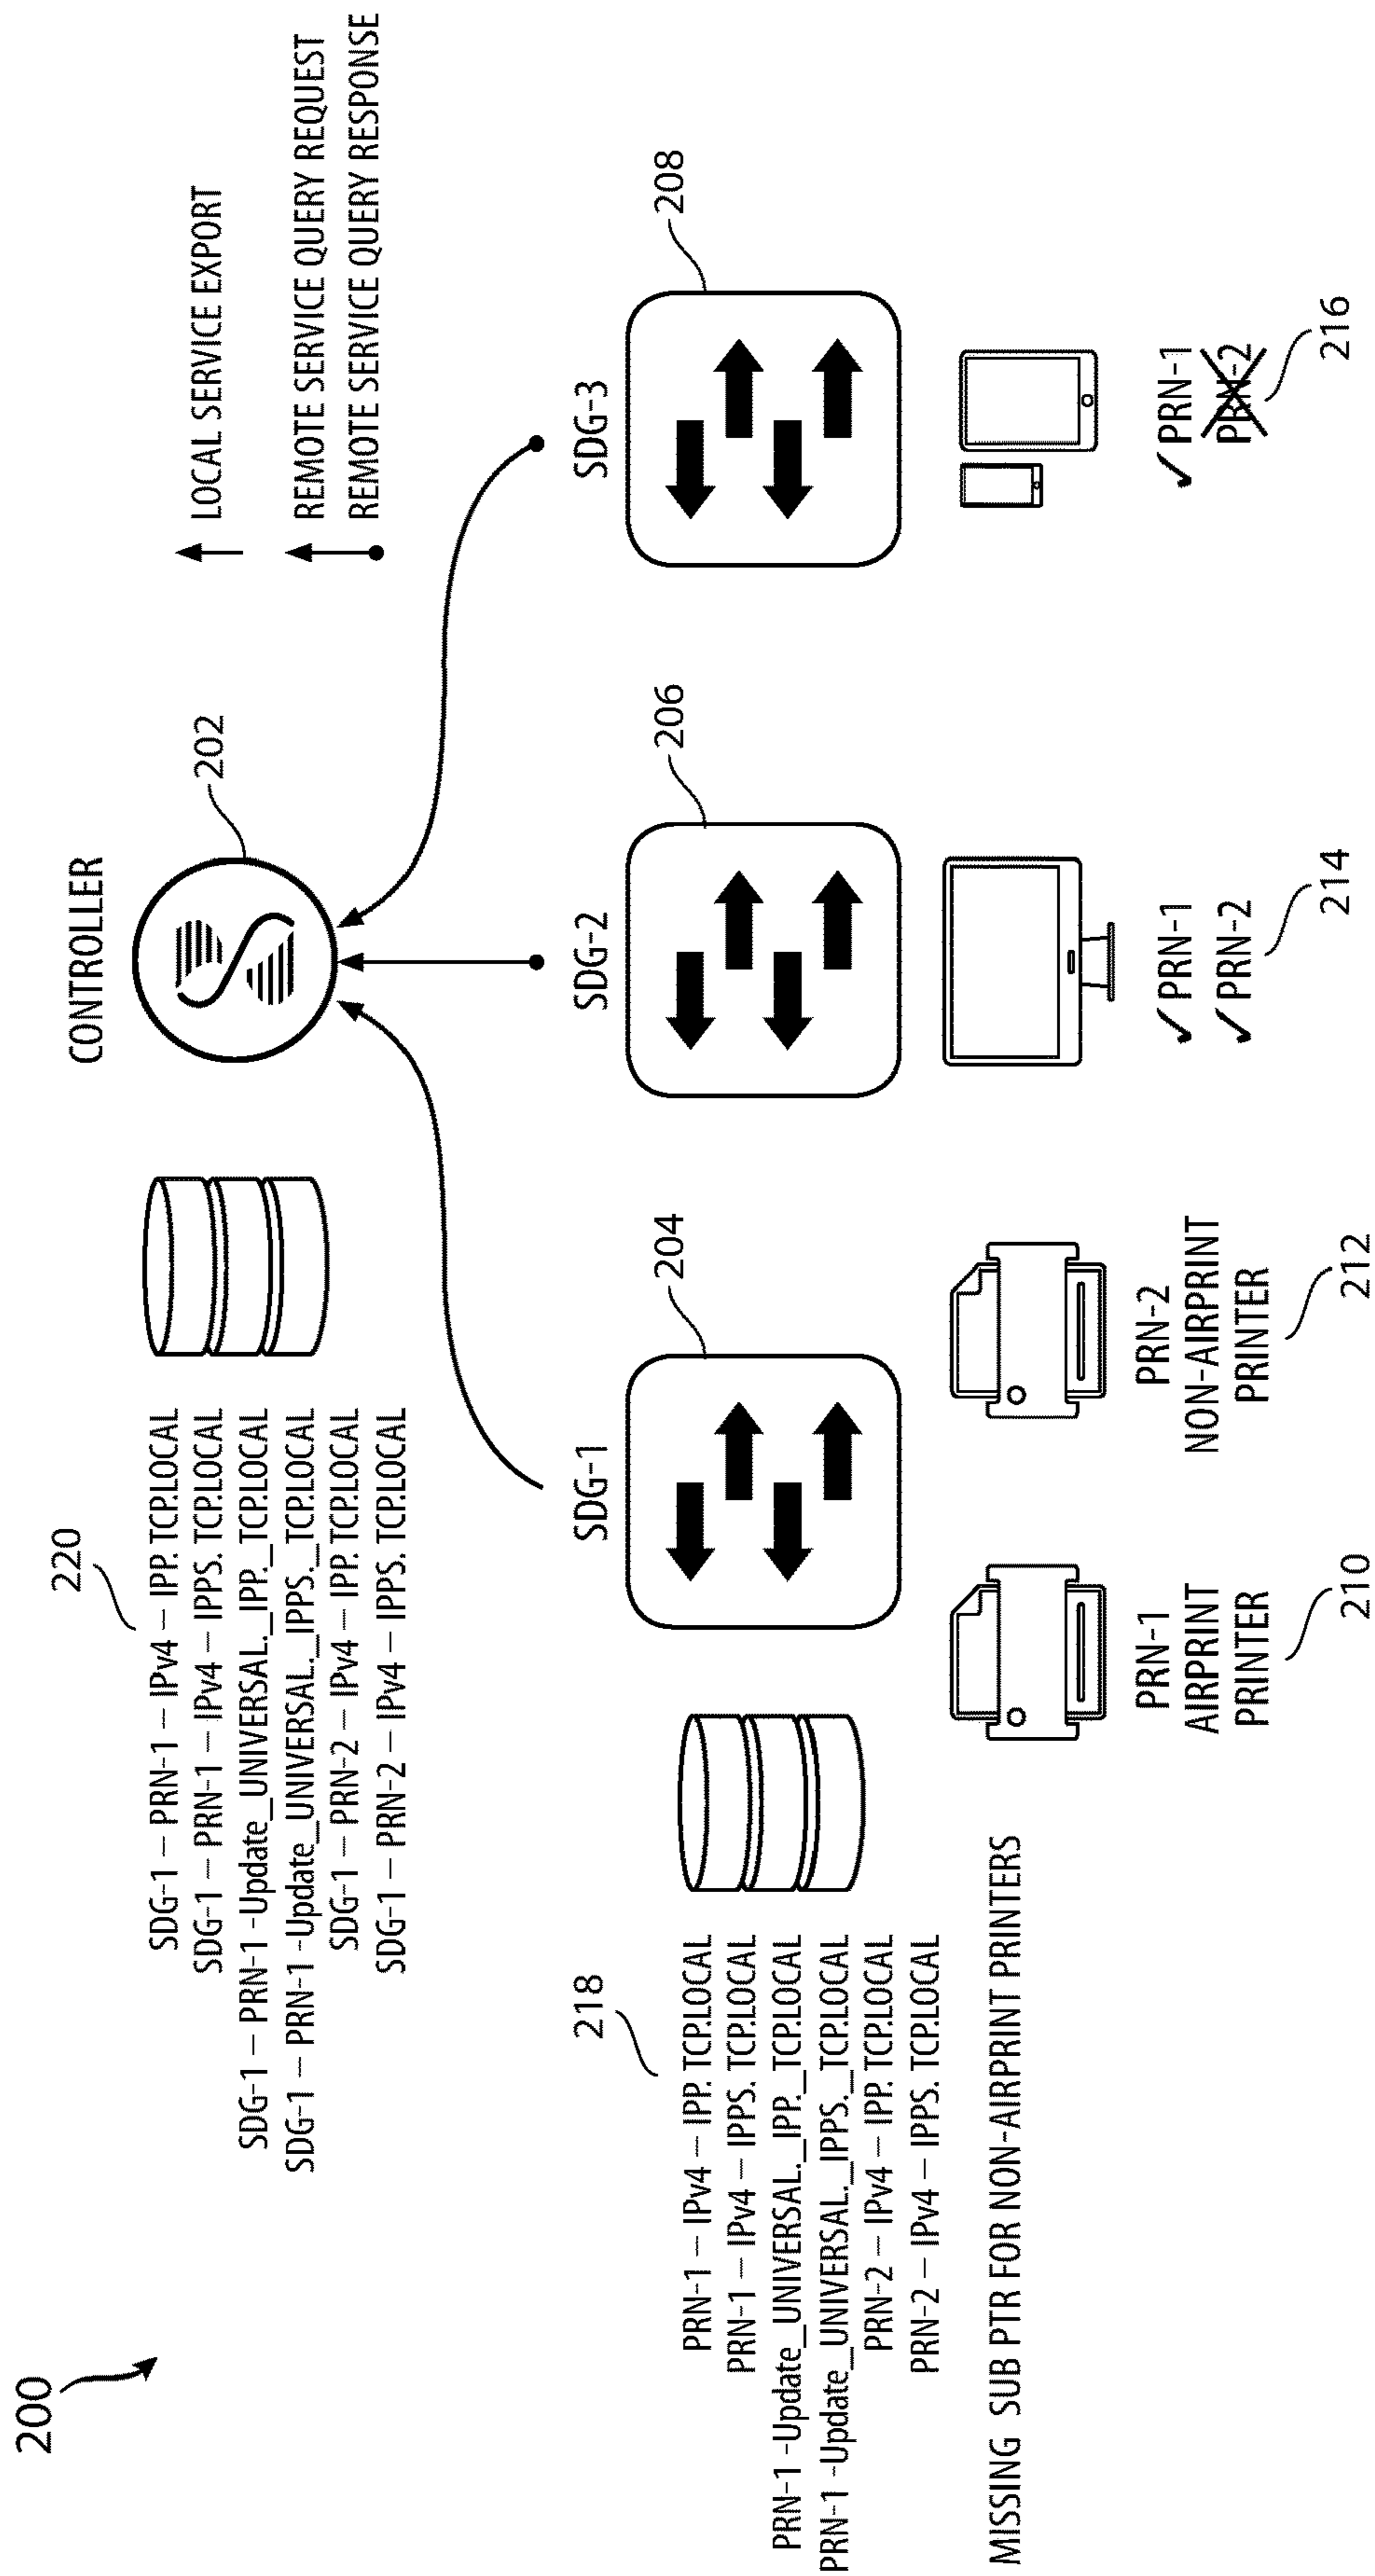 200
CONTROLLER
202
LOCAL SERVICE EXPORT
REMOTE SERVICE QUERY REQUEST
REMOTE SERVICE QUERY RESPONSE
220
SDG-1 – PRN-1 – IPv4 – IPP. TCP.LOCAL
SDG-1 – PRN-1 – IPv4 – IPPS. TCP.LOCAL
SDG-1 – PRN-1 -Update_UNIVERSAL._IPP._TCP.LOCAL
SDG-1 – PRN-1 -Update_UNIVERSAL._IPPS._TCP.LOCAL
SDG-1 – PRN-2 – IPv4 – IPP. TCP.LOCAL
SDG-1 – PRN-2 – IPv4 – IPPS. TCP.LOCAL
218
PRN-1 – IPv4 – IPP. TCP.LOCAL
PRN-1 – IPv4 – IPPS. TCP.LOCAL
PRN-1 -Update_UNIVERSAL._IPP._TCP.LOCAL
PRN-1 -Update_UNIVERSAL._IPPS._TCP.LOCAL
PRN-2 – IPv4 – IPP. TCP.LOCAL
PRN-2 – IPv4 – IPPS. TCP.LOCAL
MISSING SUB PTR FOR NON-AIRPRINT PRINTERS
SDG-1
204
PRN-1
AIRPRINT
PRINTER
210
PRN-2
NON-AIRPRINT
PRINTER
212
SDG-2
206
✓ PRN-1
✓ PRN-2
214
SDG-3
208
✓ PRN-1
PRN-2
216